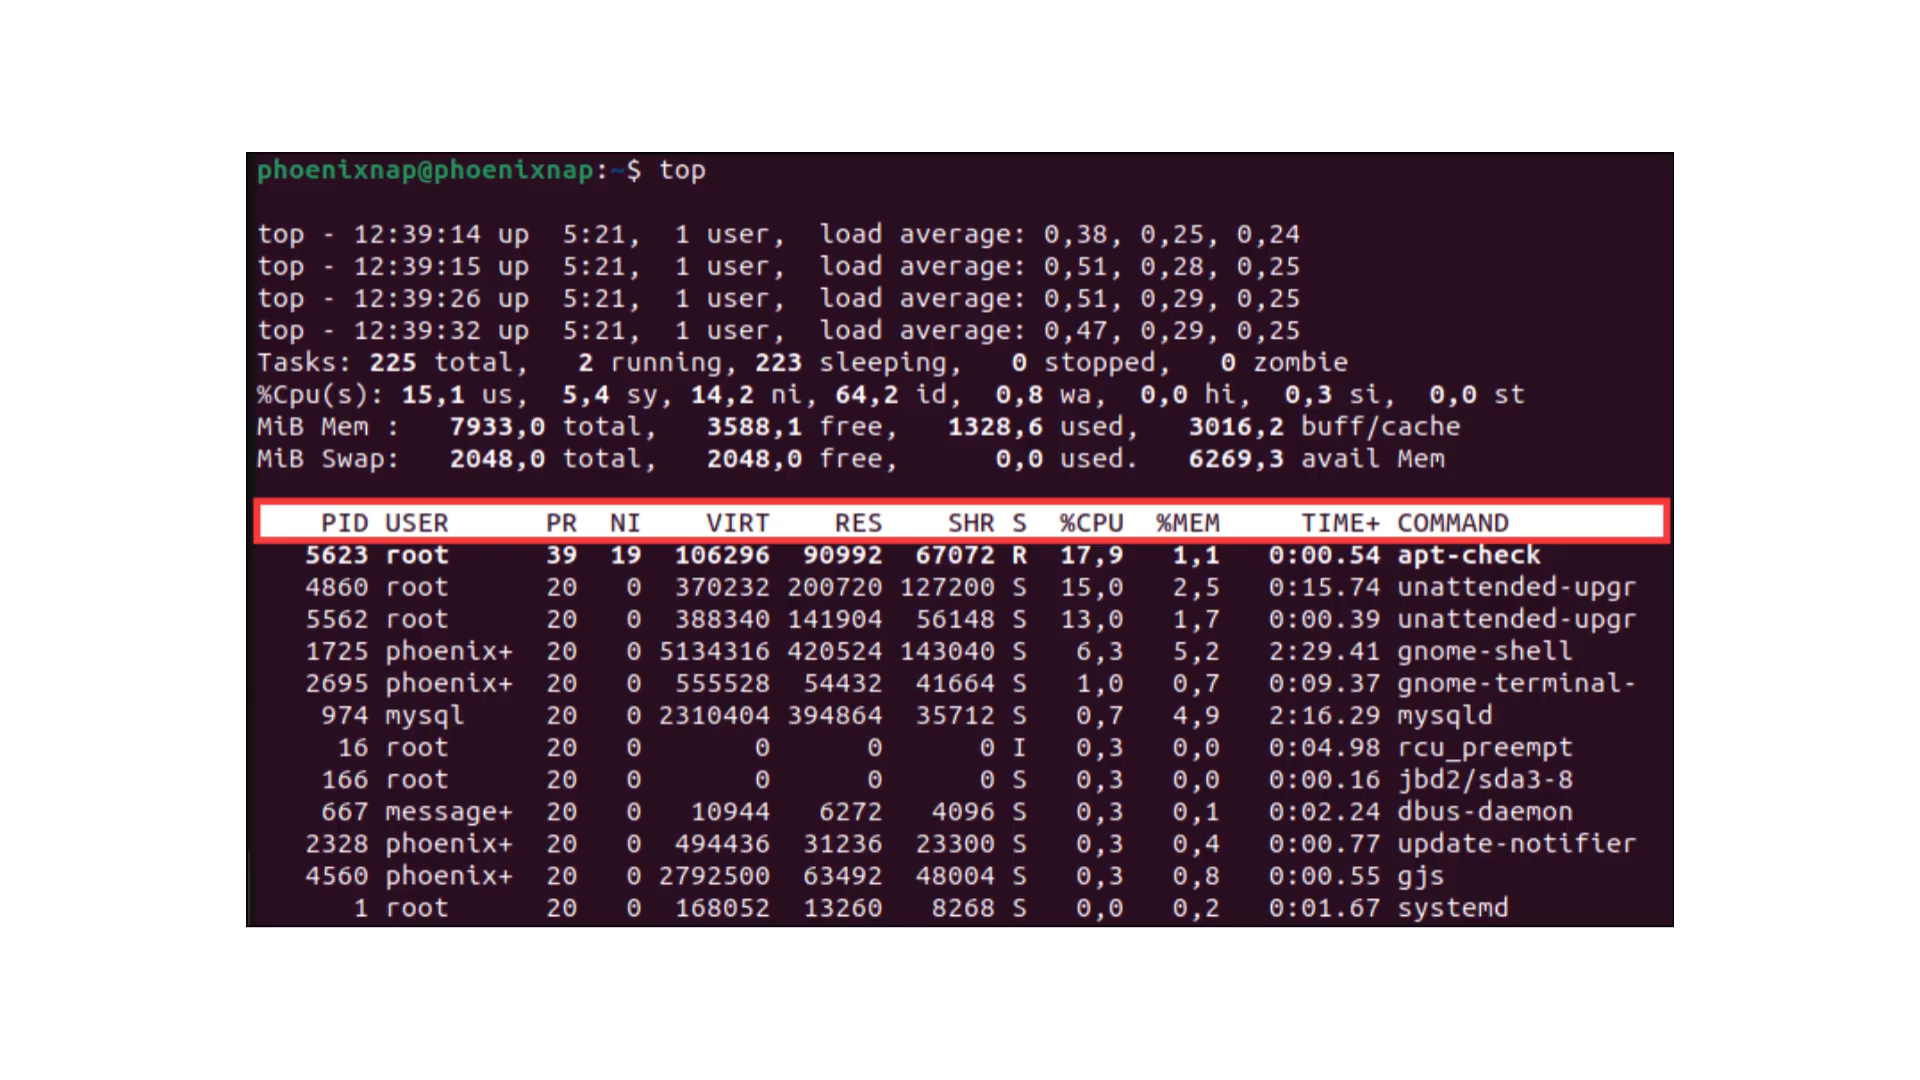 phoenixnap@phoenixnap:~$ top
top - 12:39:14 up  5:21,  1 user,  load average: 0,38, 0,25, 0,24
top - 12:39:15 up  5:21,  1 user,  load average: 0,51, 0,28, 0,25
top - 12:39:26 up  5:21,  1 user,  load average: 0,51, 0,29, 0,25
top - 12:39:32 up  5:21,  1 user,  load average: 0,47, 0,29, 0,25
Tasks: 225 total,   2 running, 223 sleeping,   0 stopped,   0 zombie
%Cpu(s): 15,1 us,  5,4 sy, 14,2 ni, 64,2 id,  0,8 wa,  0,0 hi,  0,3 si,  0,0 st
MiB Mem :   7933,0 total,   3588,1 free,   1328,6 used,   3016,2 buff/cache
MiB Swap:   2048,0 total,   2048,0 free,      0,0 used.   6269,3 avail Mem
PID USER      PR  NI    VIRT    RES    SHR S  %CPU  %MEM     TIME+ COMMAND
5623 root      39  19  106296  90992  67072 R  17,9   1,1   0:00.54 apt-check
4860 root      20   0  370232 200720 127200 S  15,0   2,5   0:15.74 unattended-upgr
5562 root      20   0  388340 141904  56148 S  13,0   1,7   0:00.39 unattended-upgr
1725 phoenix+  20   0 5134316 420524 143040 S   6,3   5,2   2:29.41 gnome-shell
2695 phoenix+  20   0  555528  54432  41664 S   1,0   0,7   0:09.37 gnome-terminal-
974 mysql     20   0 2310404 394864  35712 S   0,7   4,9   2:16.29 mysqld
16 root      20   0       0      0      0 I   0,3   0,0   0:04.98 rcu_preempt
166 root      20   0       0      0      0 S   0,3   0,0   0:00.16 jbd2/sda3-8
667 message+  20   0   10944   6272   4096 S   0,3   0,1   0:02.24 dbus-daemon
2328 phoenix+  20   0  494436  31236  23300 S   0,3   0,4   0:00.77 update-notifier
4560 phoenix+  20   0 2792500  63492  48004 S   0,3   0,8   0:00.55 gjs
1 root      20   0  168052  13260   8268 S   0,0   0,2   0:01.67 systemd